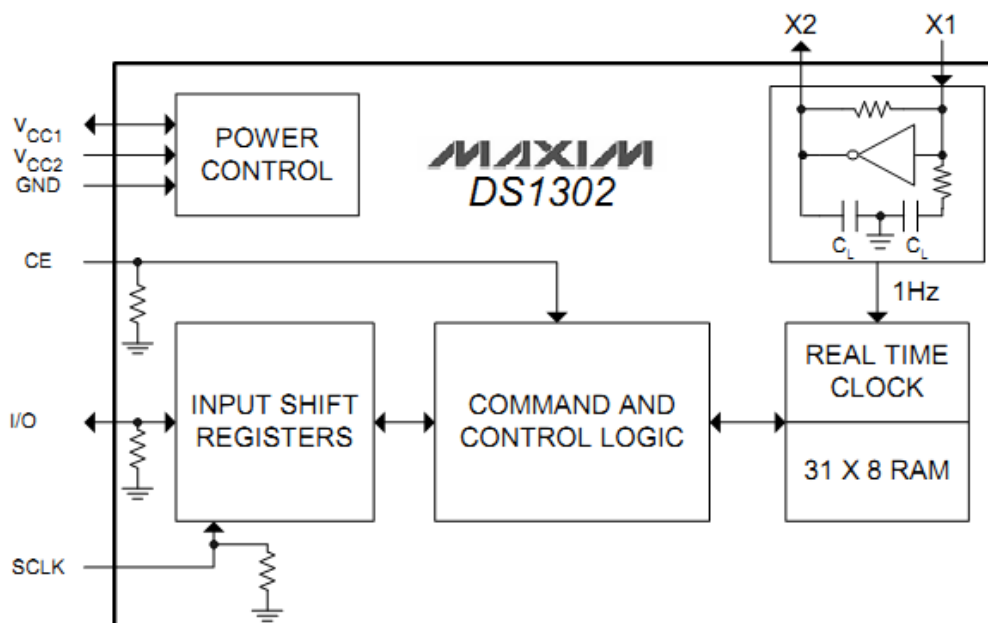 X2
X1
VCC1
VCC2
GND
POWER
CONTROL
MAXIM
DS1302
CL
CL
CE
1Hz
I/O
INPUT SHIFT
REGISTERS
COMMAND AND
CONTROL LOGIC
REAL TIME
CLOCK
31 X 8 RAM
SCLK